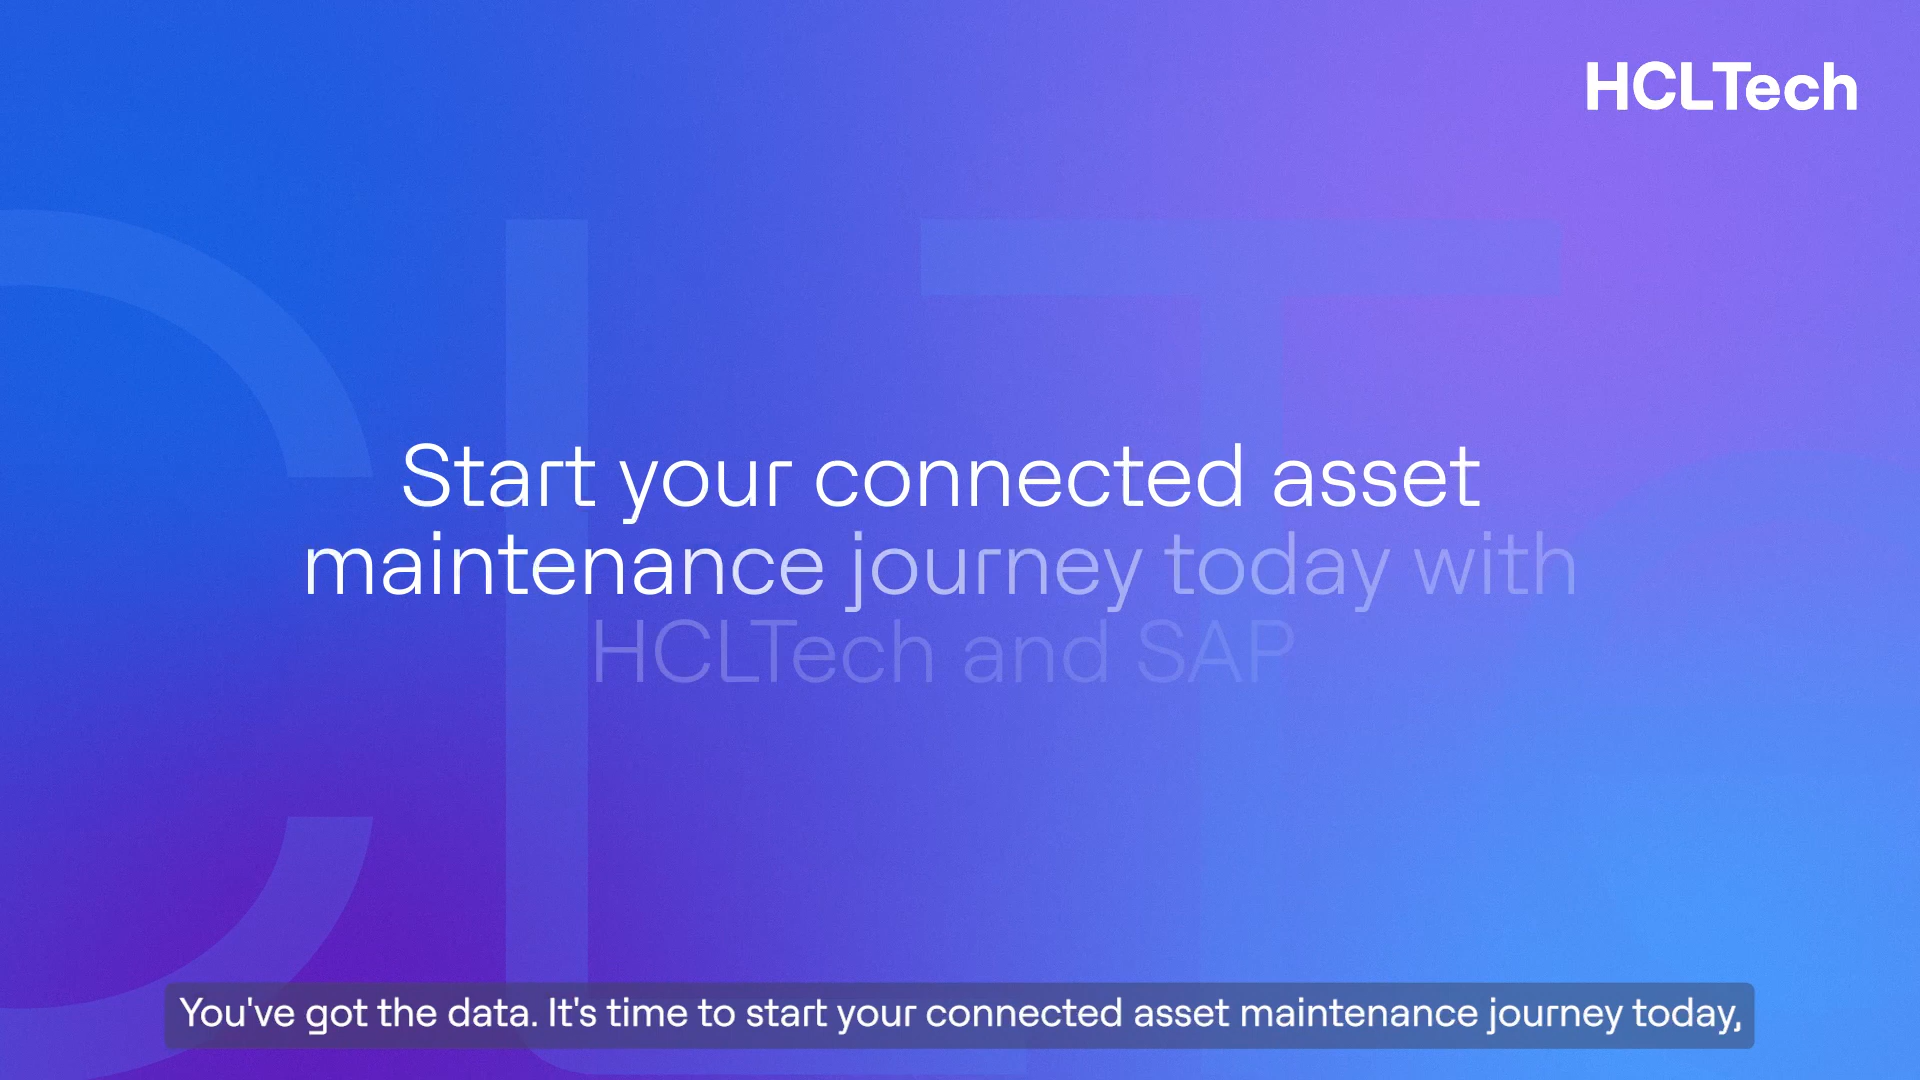 HCLTech
Start your connected asset
maintenance journey today with
HCLTech and SAP
You've got the data. It's time to start your connected asset maintenance journey today,